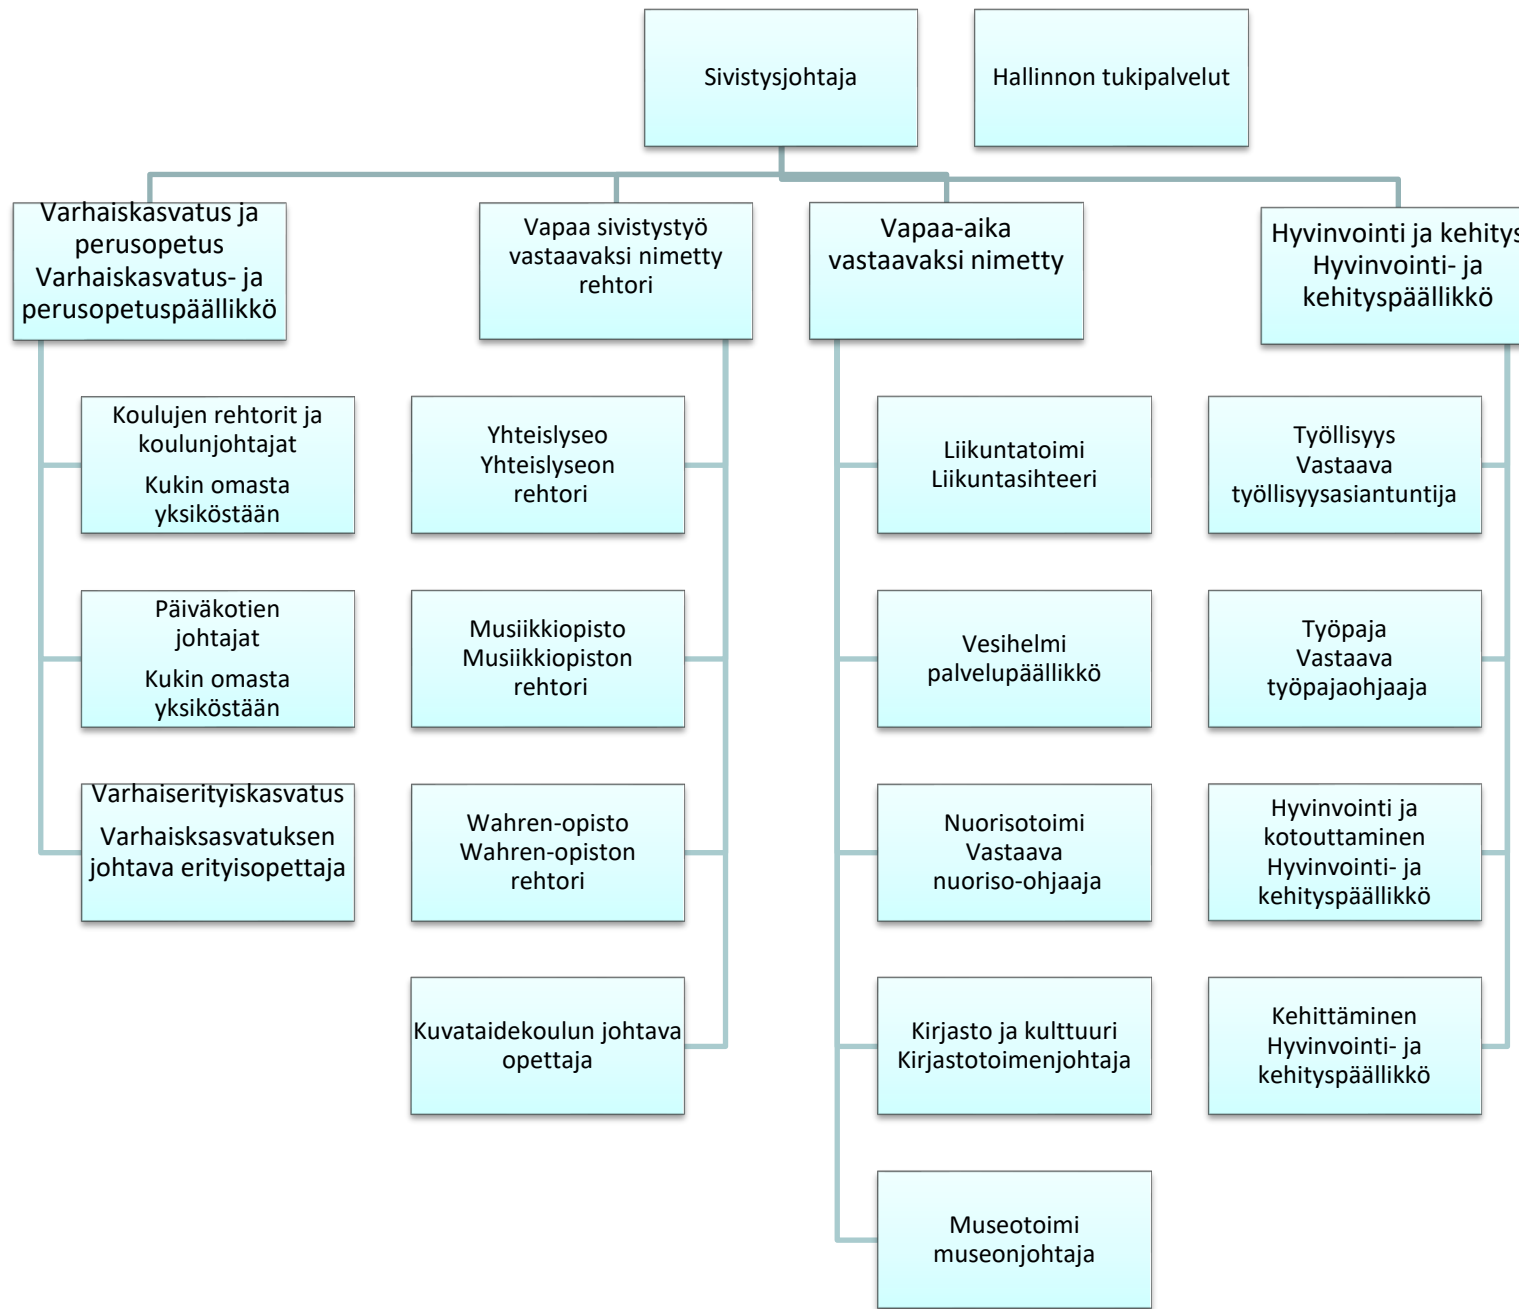 Sivistysjohtaja
Hallinnon tukipalvelut
Varhaiskasvatus ja
perusopetus
Varhaiskasvatus- ja
perusopetuspäällikkö
Vapaa sivistystyö
vastaavaksi nimetty
rehtori
Vapaa-aika
vastaavaksi nimetty
Hyvinvointi ja kehitys
Hyvinvointi- ja
kehityspäällikkö
Koulujen rehtorit ja
koulunjohtajat
Kukin omasta
yksiköstään
Päiväkotien
johtajat
Kukin omasta
yksiköstään
Varhaiserityiskasvatus
Varhaisksasvatuksen
johtava erityisopettaja
Yhteislyseo
Yhteislyseon
rehtori
Musiikkiopisto
Musiikkiopiston
rehtori
Wahren-opisto
Wahren-opiston
rehtori
Kuvataidekoulun johtava
opettaja
Liikuntatoimi
Liikuntasihteeri
Vesihelmi
palvelupäällikkö
Nuorisotoimi
Vastaava
nuoriso-ohjaaja
Kirjasto ja kulttuuri
Kirjastotoimenjohtaja
Museotoimi
museonjohtaja
Työllisyys
Vastaava
työllisyysasiantuntija
Työpaja
Vastaava
työpajaohjaaja
Hyvinvointi ja
kotouttaminen
Hyvinvointi- ja
kehityspäällikkö
Kehittäminen
Hyvinvointi- ja
kehityspäällikkö